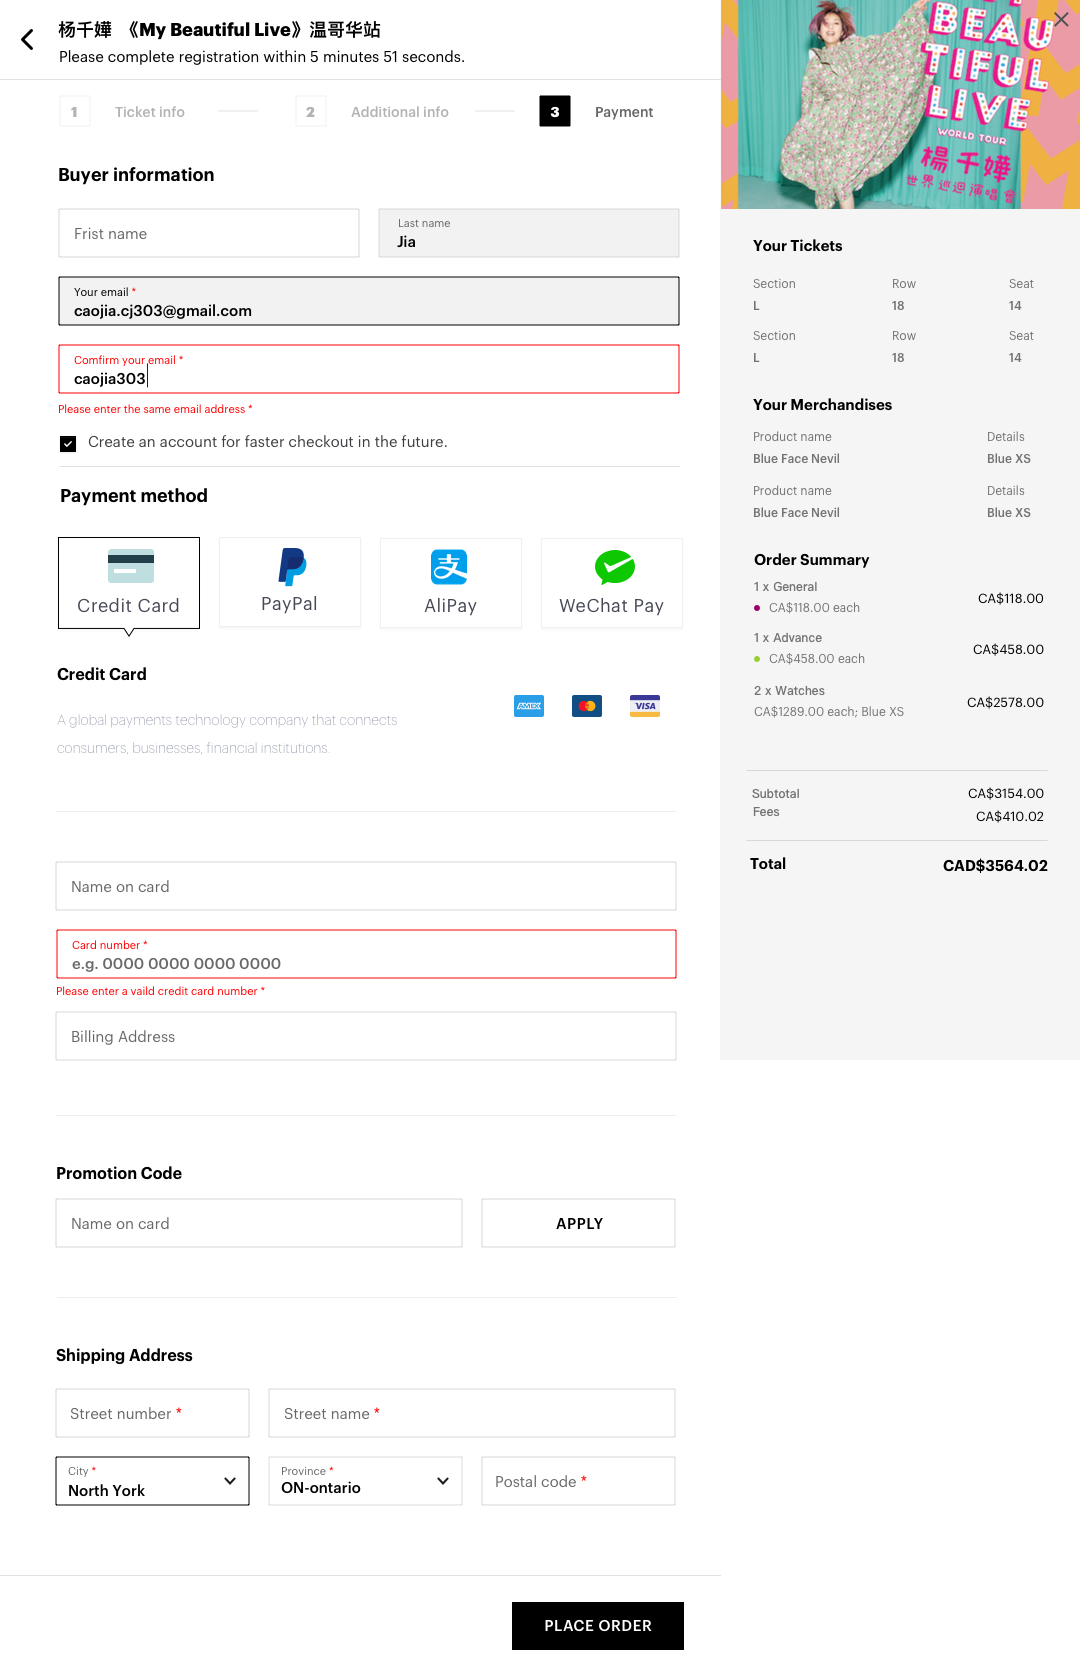 杨千嬅 《My Beautiful Live》温哥华站
Please complete registration within 5 minutes 51 seconds.
1 Ticket info
2 Additional info
3 Payment
Buyer information
Frist name
Last name
Jia
Your email *
caojia.cj303@gmail.com
Comfirm your email *
caojia303
Please enter the same email address *
Create an account for faster checkout in the future.
Payment method
Credit Card
PayPal
支
AliPay
WeChat Pay
Credit Card
AMEX
VISA
A global payments technology company that connects
consumers, businesses, financial institutions.
Name on card
Card number *
e.g. 0000 0000 0000 0000
Please enter a vaild credit card number *
Billing Address
Promotion Code
Name on card
APPLY
Shipping Address
Street number *
Street name *
City *
North York
Province *
ON-ontario
Postal code *
PLACE ORDER
BEAU
TIFUL
LIVE
WORLD TOUR
楊千嬅
世界巡迴演唱會
Your Tickets
Section Row Seat
L 18 14
Section Row Seat
L 18 14
Your Merchandises
Product name Details
Blue Face Nevil Blue XS
Product name Details
Blue Face Nevil Blue XS
Order Summary
1 x General
CA$118.00 each
CA$118.00
1 x Advance
CA$458.00 each
CA$458.00
2 x Watches
CA$1289.00 each; Blue XS
CA$2578.00
Subtotal CA$3154.00
Fees CA$410.02
Total CAD$3564.02